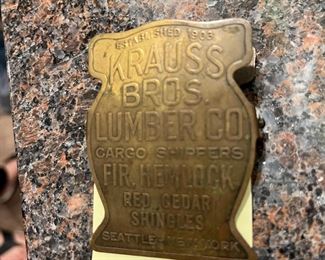 ESTABLISHED 1903
KRAUSS
BROS.
LUMBER CO.
CARGO SHIPPERS
FIR. HEMLOCK
RED CEDAR
SHINGLES
SEATTLE-NEW YORK